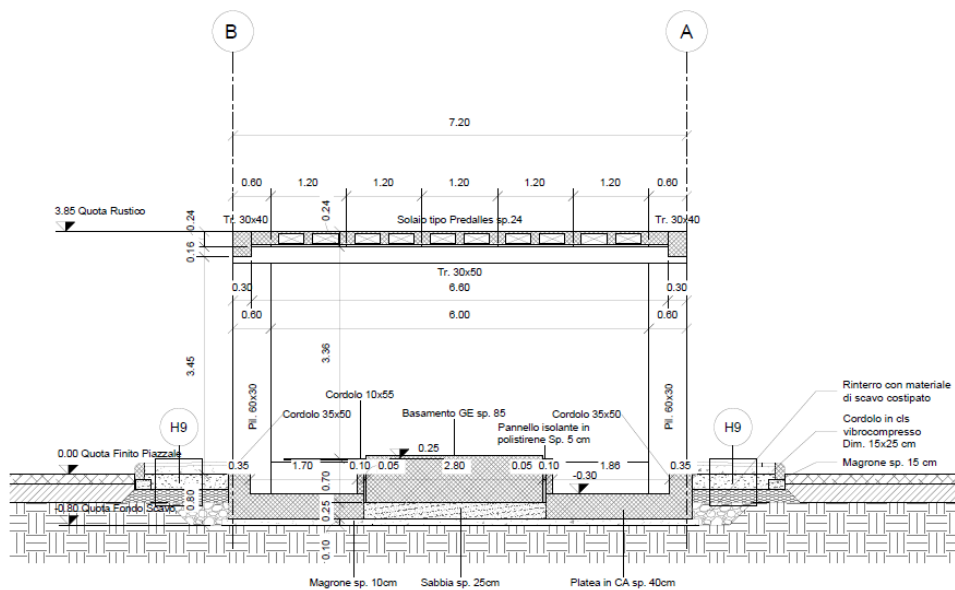 B
A
7.20
0.60
1.20
1.20
1.20
1.20
1.20
0.60
3.85 Quota Rustico
0.24
Tr. 30x40
0.24
Solaio tipo Predalles sp.24
Tr. 30x40
0.16
Tr. 30x50
0.30
6.60
0.30
0.60
6.00
0.60
3.45
3.36
Pil. 60x30
Pil. 60x30
Cordolo 10x55
Cordolo 35x50
Basamento GE sp. 85
Cordolo 35x50
Pannello isolante in
polistirene Sp. 5 cm
Rinterro con materiale
di scavo costipato
Cordolo in cls
vibrocompresso
Dim. 15x25 cm
Magrone sp. 15 cm
H9
H9
0.00 Quota Finito Piazzale
0.25
0.35
1.70
0.10
0.05
2.80
0.05
0.10
1.86
0.35
-0.30
0.70
0.80
-0.80 Quota Fondo Scavo
0.25
0.10
Magrone sp. 10cm
Sabbia sp. 25cm
Platea in CA sp. 40cm